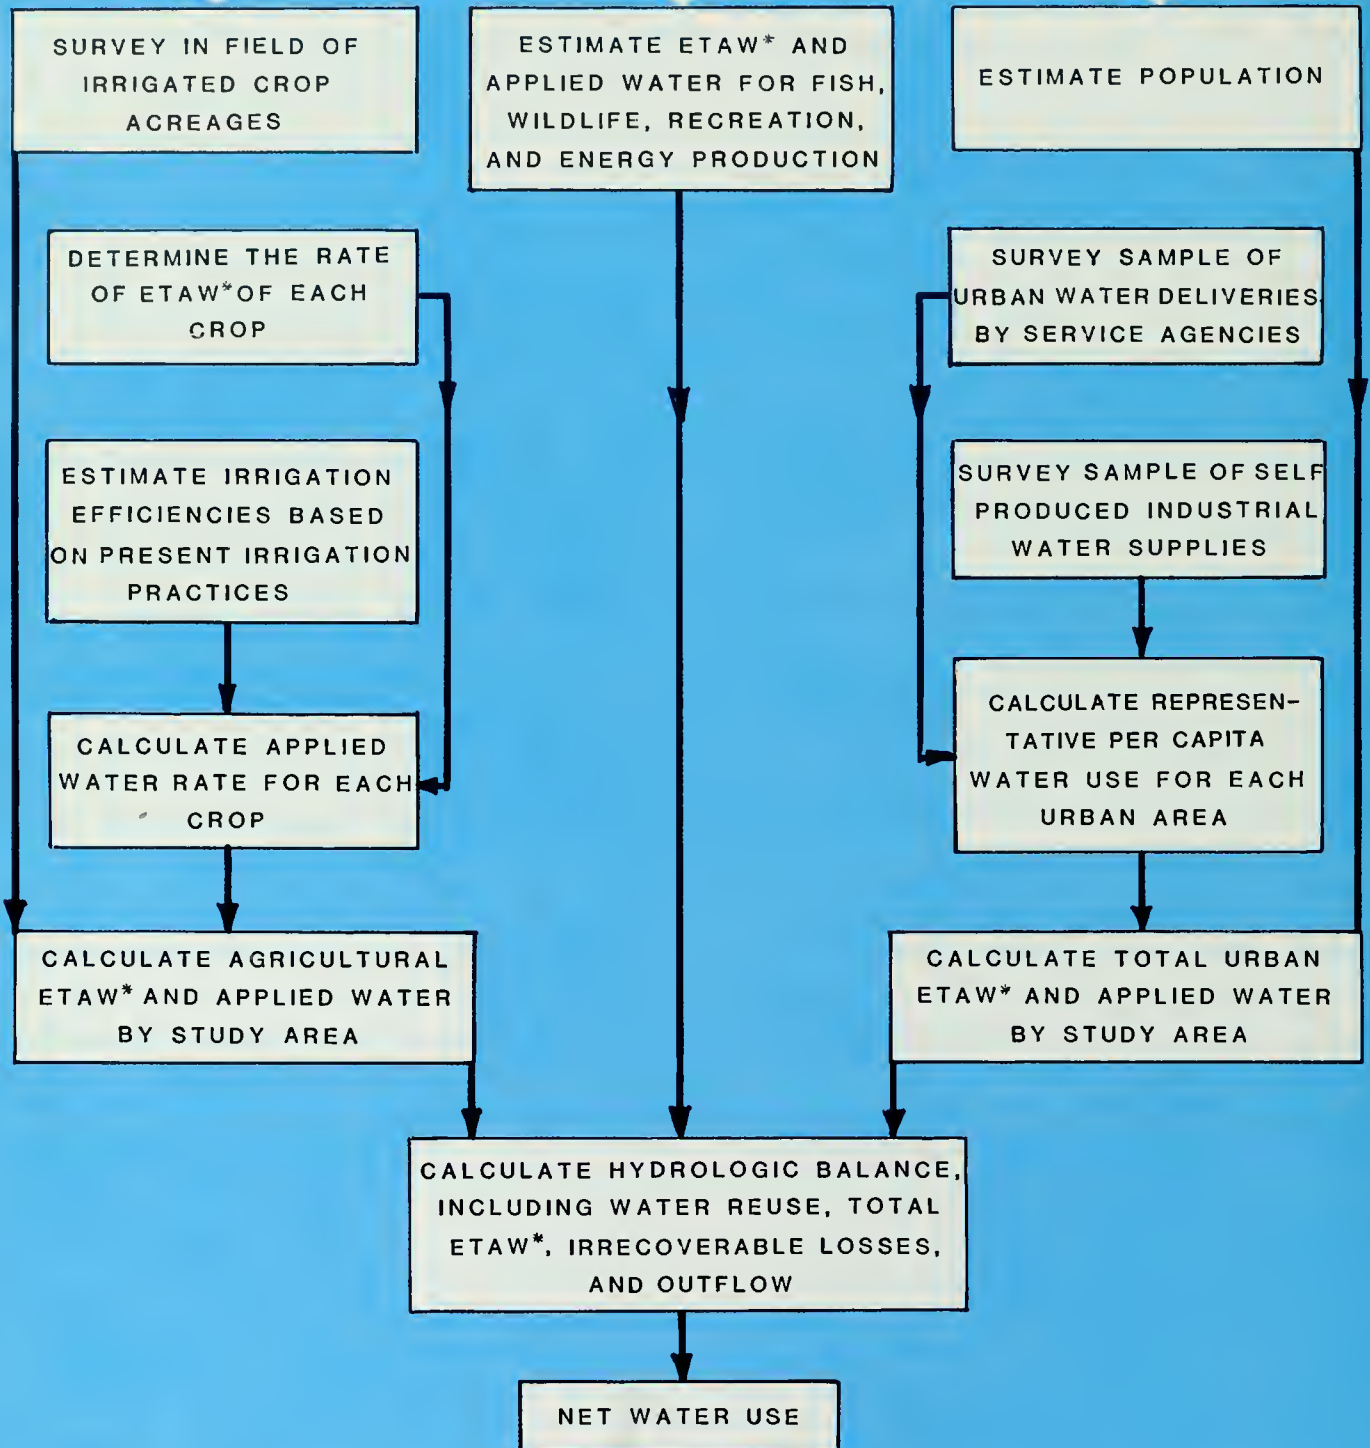 SURVEY IN FIELD OF
IRRIGATED CROP
ACREAGES
ESTIMATE ETAW* AND
APPLIED WATER FOR FISH,
WILDLIFE, RECREATION,
AND ENERGY PRODUCTION
ESTIMATE POPULATION
DETERMINE THE RATE
OF ETAW* OF EACH
CROP
SURVEY SAMPLE OF
URBAN WATER DELIVERIES
BY SERVICE AGENCIES
ESTIMATE IRRIGATION
EFFICIENCIES BASED
ON PRESENT IRRIGATION
PRACTICES
SURVEY SAMPLE OF SELF
PRODUCED INDUSTRIAL
WATER SUPPLIES
CALCULATE APPLIED
WATER RATE FOR EACH
CROP
CALCULATE REPRESEN-
TATIVE PER CAPITA
WATER USE FOR EACH
URBAN AREA
CALCULATE AGRICULTURAL
ETAW* AND APPLIED WATER
BY STUDY AREA
CALCULATE TOTAL URBAN
ETAW* AND APPLIED WATER
BY STUDY AREA
CALCULATE HYDROLOGIC BALANCE,
INCLUDING WATER REUSE, TOTAL
ETAW*, IRRECOVERABLE LOSSES,
AND OUTFLOW
NET WATER USE